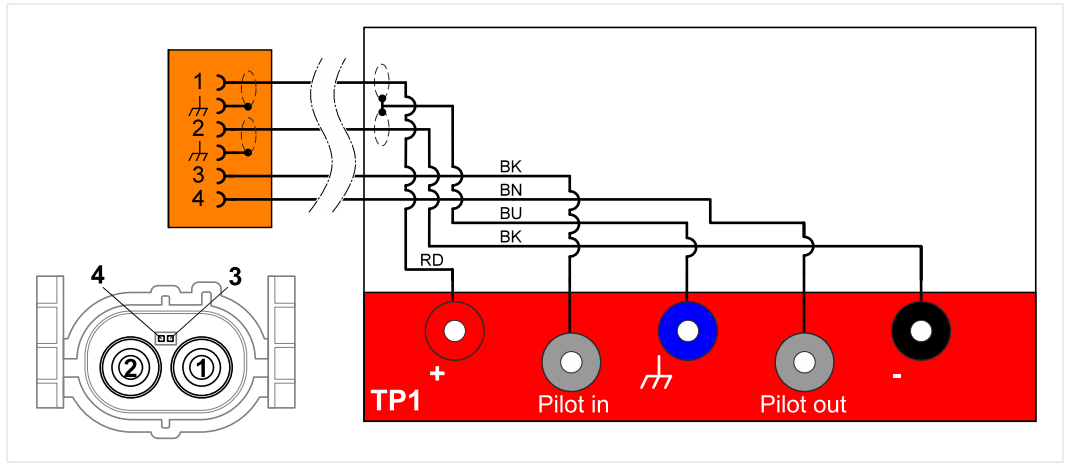 1
2
3
4
BK
BN
BU
BK
RD
4 3
2 1
+
-
TP1 Pilot in Pilot out